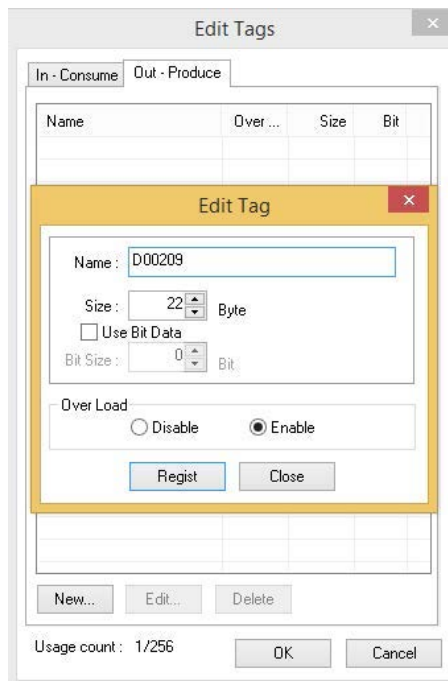 Edit Tags
In - Consume Out - Produce
Name Over ... Size Bit
Edit Tag
Name : D00209
Size : 22 Byte
Use Bit Data
Bit Size : 0 Bit
Over Load
Disable Enable
Regist Close
New... Edit... Delete
Usage count : 1/256 OK Cancel